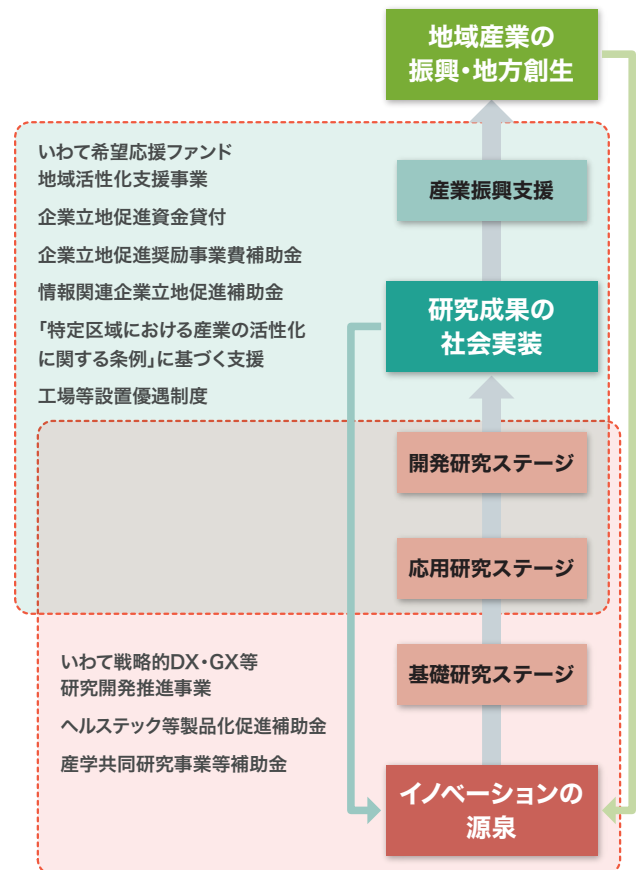 地域産業の
振興・地方創生
いわて希望応援ファンド
地域活性化支援事業
企業立地促進資金貸付
企業立地促進奨励事業費補助金
情報関連企業立地促進補助金
「特定区域における産業の活性化
に関する条例」に基づく支援
工場等設置優遇制度
産業振興支援
研究成果の
社会実装
開発研究ステージ
応用研究ステージ
基礎研究ステージ
いわて戦略的DX・GX等
研究開発推進事業
ヘルステック等製品化促進補助金
産学共同研究事業等補助金
イノベーションの
源泉